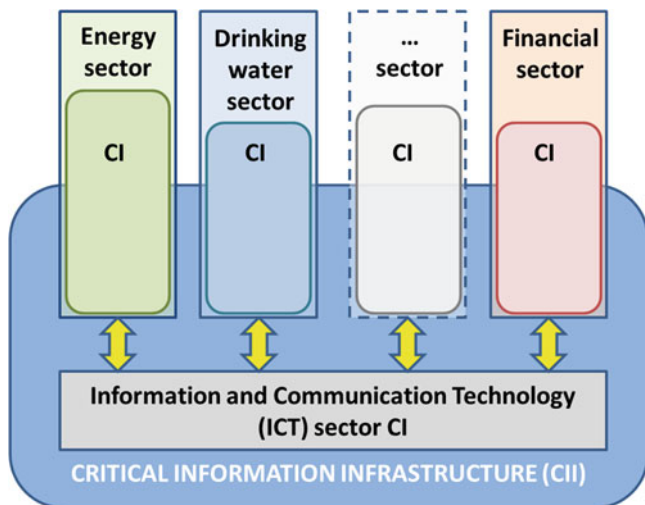 Energy
sector
Drinking
water
sector
...
sector
Financial
sector
CI
CI
CI
CI
Information and Communication Technology
(ICT) sector CI
CRITICAL INFORMATION INFRASTRUCTURE (CII)